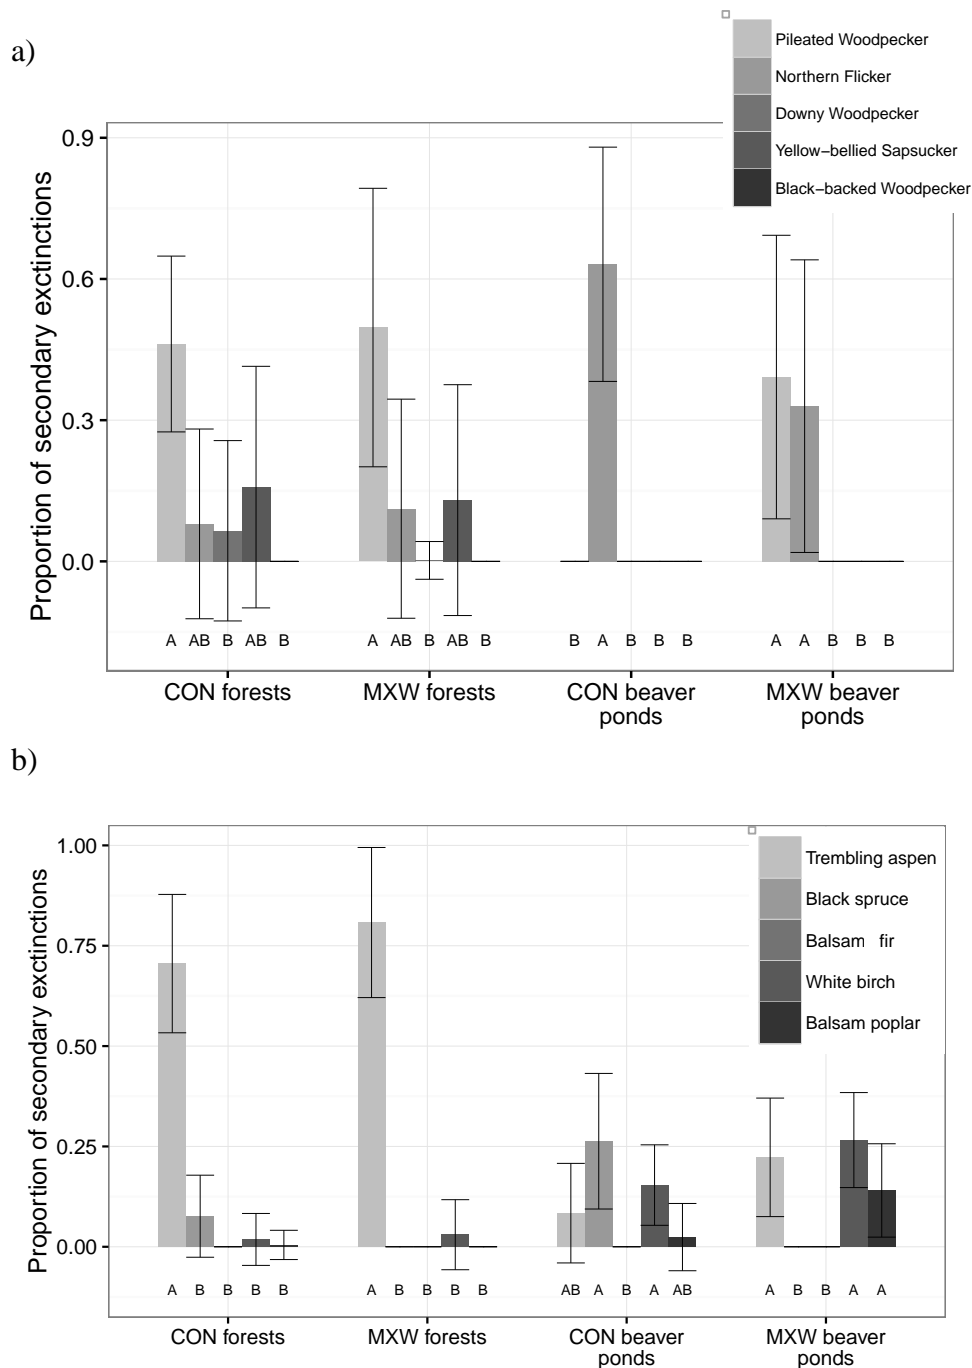 a)
Pileated Woodpecker
Northern Flicker
Downy Woodpecker
Yellow−bellied Sapsucker
Black−backed Woodpecker
Proportion of secondary exctinctions
0.9
0.6
0.3
0.0
A AB B AB B A AB B AB B B A B B B A A B B B
CON forests MXW forests CON beaver MXW beaver
ponds ponds
b)
Trembling aspen
Black spruce
Balsam fir
White birch
Balsam poplar
Proportion of secondary exctinctions
1.00
0.75
0.50
0.25
0.00
A B B B B A B B B B AB A B A AB A B B A A
CON forests MXW forests CON beaver MXW beaver
ponds ponds